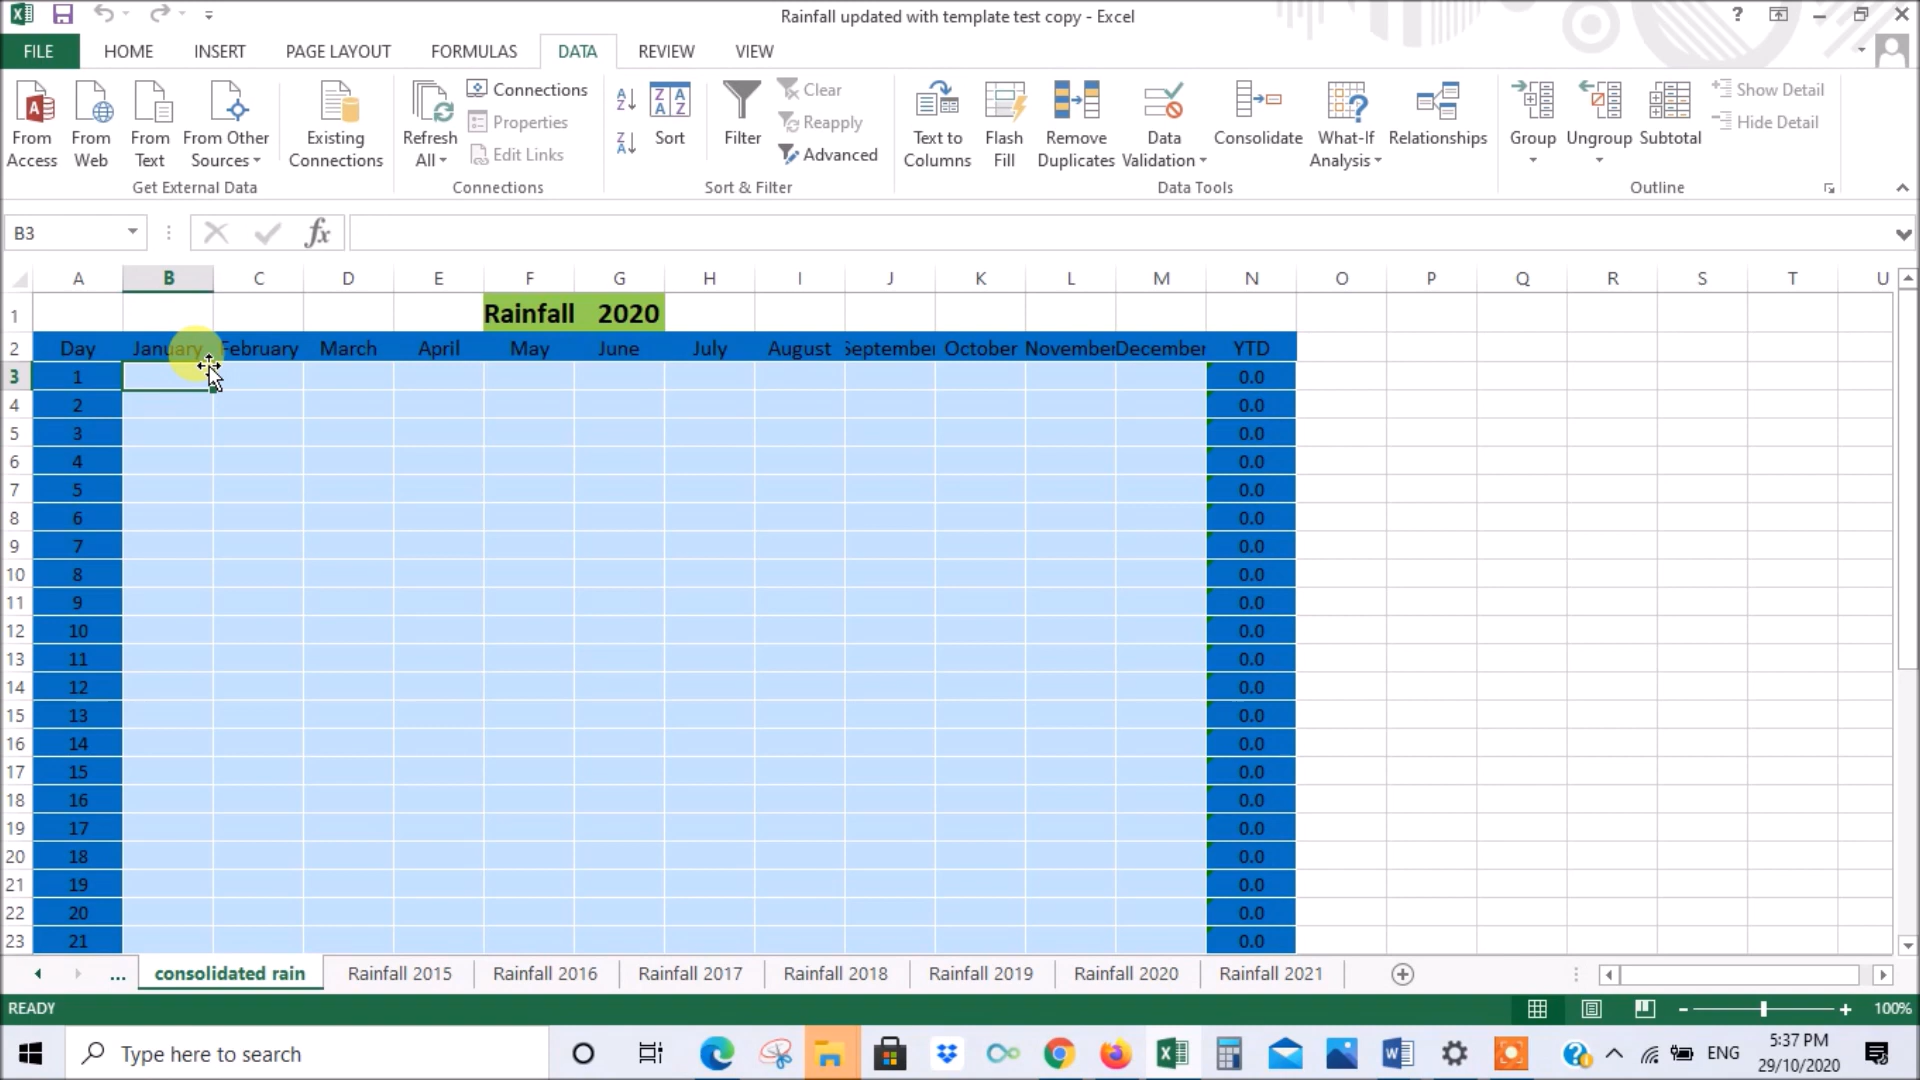 Rainfall updated with template test copy - Excel
?
FILE HOME INSERT PAGE LAYOUT FORMULAS DATA REVIEW VIEW
From Access
From Web
From Text
From Other Sources
Existing Connections
Get External Data
Refresh All
Connections
Properties
Edit Links
Connections
Sort
Filter
Clear
Reapply
Advanced
Sort & Filter
Text to Columns
Flash Fill
Remove Duplicates
Data Validation
Consolidate
What-If Analysis
Relationships
Data Tools
Group
Ungroup
Subtotal
Show Detail
Hide Detail
Outline
B3
fx
A B C D E F G H I J K L M N O P Q R S T U
1 Rainfall 2020
2 Day January February March April May June July August September October November December YTD
3 1 0.0
4 2 0.0
5 3 0.0
6 4 0.0
7 5 0.0
8 6 0.0
9 7 0.0
10 8 0.0
11 9 0.0
12 10 0.0
13 11 0.0
14 12 0.0
15 13 0.0
16 14 0.0
17 15 0.0
18 16 0.0
19 17 0.0
20 18 0.0
21 19 0.0
22 20 0.0
23 21 0.0
... consolidated rain Rainfall 2015 Rainfall 2016 Rainfall 2017 Rainfall 2018 Rainfall 2019 Rainfall 2020 Rainfall 2021
READY 100%
Type here to search
ENG
5:37 PM
29/10/2020